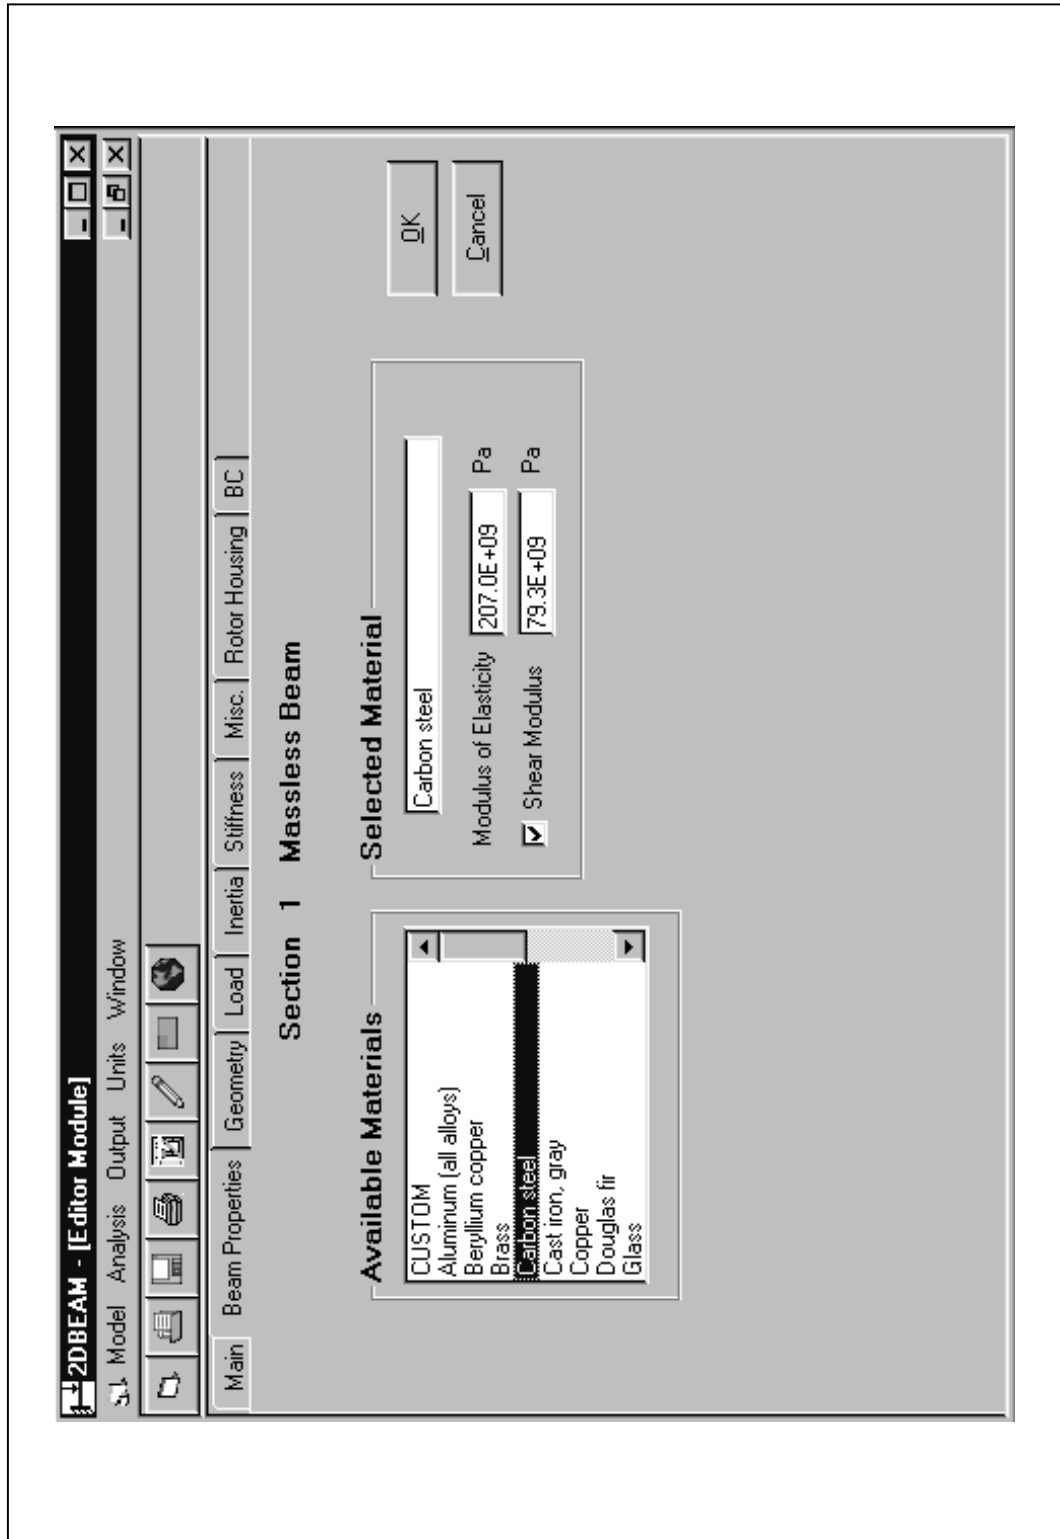 2DBEAM - [Editor Module]
Model Analysis Output Units Window
Main Beam Properties Geometry Load Inertia Stiffness Misc. Rotor Housing BC
Section 1 Massless Beam
Available Materials
CUSTOM
Aluminum (all alloys)
Beryllium copper
Brass
Carbon steel
Cast iron, gray
Copper
Douglas fir
Glass
Selected Material
Carbon steel
Modulus of Elasticity 207.0E+09 Pa
Shear Modulus 79.3E+09 Pa
OK
Cancel